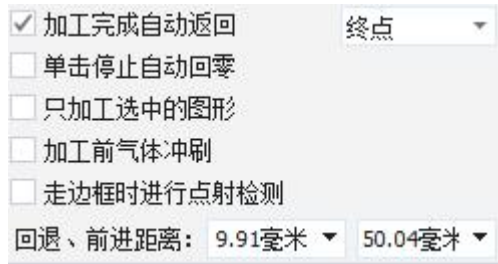 加工完成自动返回 终点
单击停止自动回零
只加工选中的图形
加工前气体冲刷
走边框时进行点射检测
回退、前进距离： 9.91毫米 50.04毫米